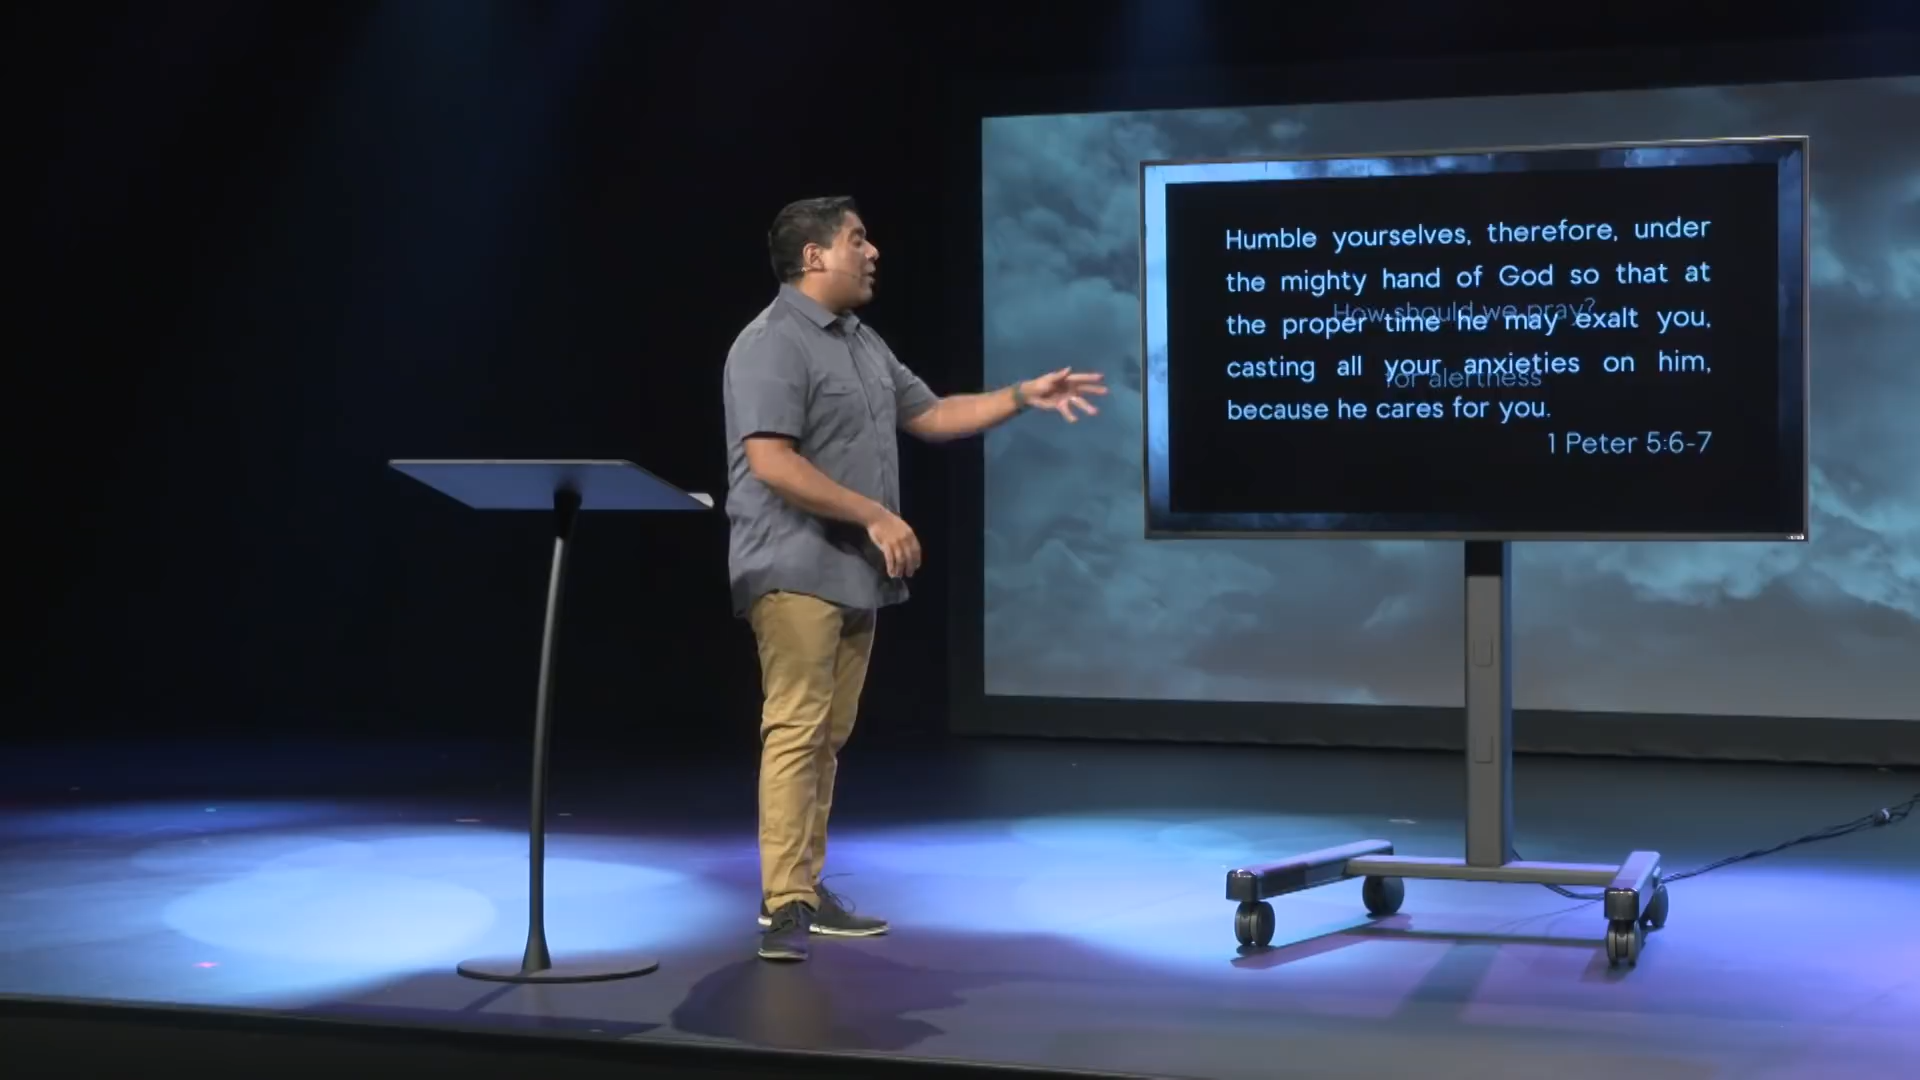 Humble yourselves, therefore, under
the mighty hand of God so that at
How should we pray?
the proper time he may exalt you,
casting all your anxieties on him,
for alertness
because he cares for you.
1 Peter 5:6-7